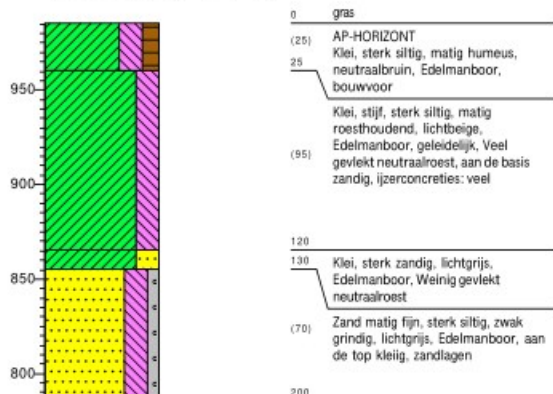 0 gras
(25) AP-HORIZONT
Klei, sterk siltig, matig humeus,
25 neutraalbruin, Edelmanboor,
bouwvoor
950
Klei, stijf, sterk siltig, matig
roesthoudend, lichtbeige,
Edelmanboor, geleidelijk, Veel
(95) gevlekt neutraalroest, aan de basis
zandig, ijzerconcreties: veel
900
120
130 Klei, sterk zandig, lichtgrijs,
Edelmanboor, Weinig gevlekt
neutraalroest
850
Zand matig fijn, sterk siltig, zwak
(70) grindig, lichtgrijs, Edelmanboor, aan
de top kleiig, zandlagen
800
200